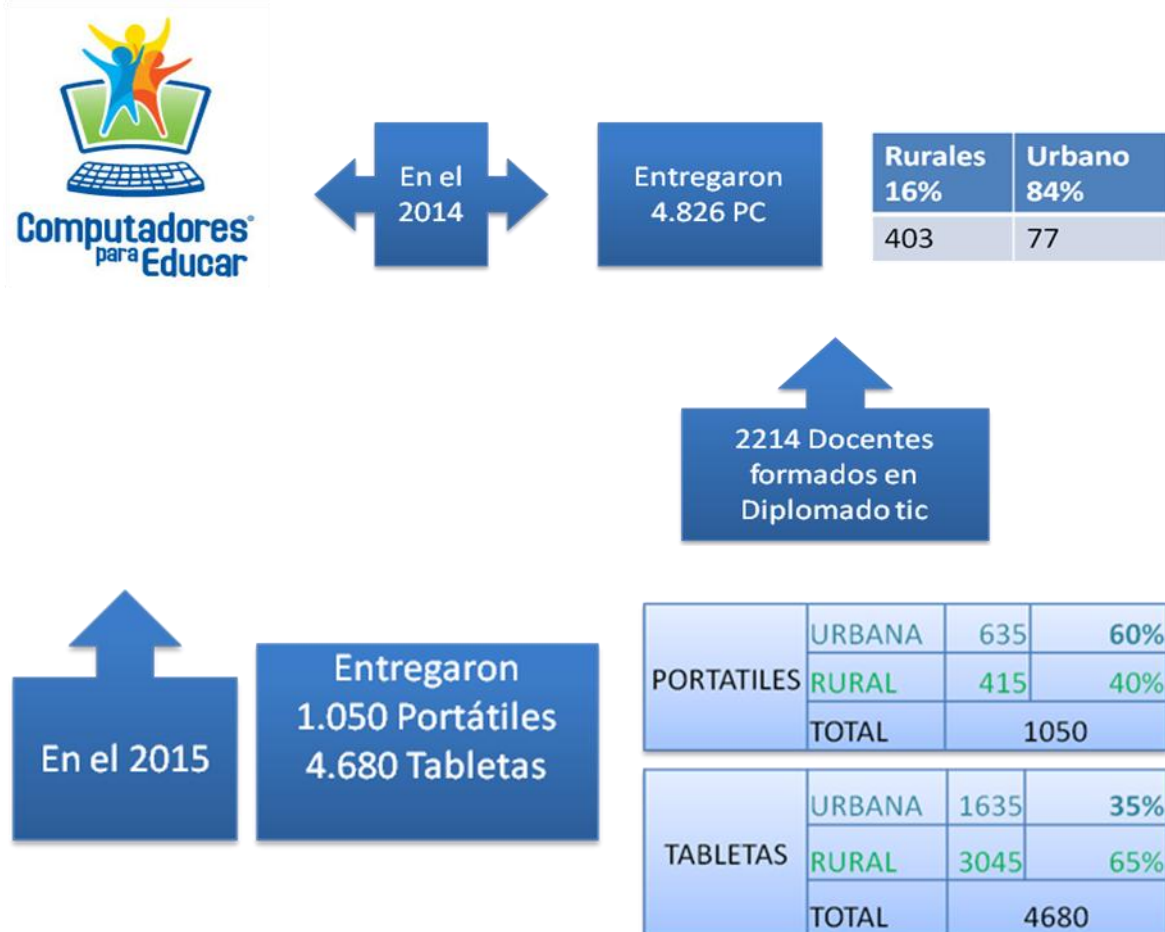 Computadores®
para Educar
En el
2014
Entregaron
4.826 PC
Rurales
16%
Urbano
84%
403
77
2214 Docentes
formados en
Diplomado tic
En el 2015
Entregaron
1.050 Portátiles
4.680 Tabletas
PORTATILES
URBANA 635 60%
RURAL 415 40%
TOTAL 1050
TABLETAS
URBANA 1635 35%
RURAL 3045 65%
TOTAL 4680